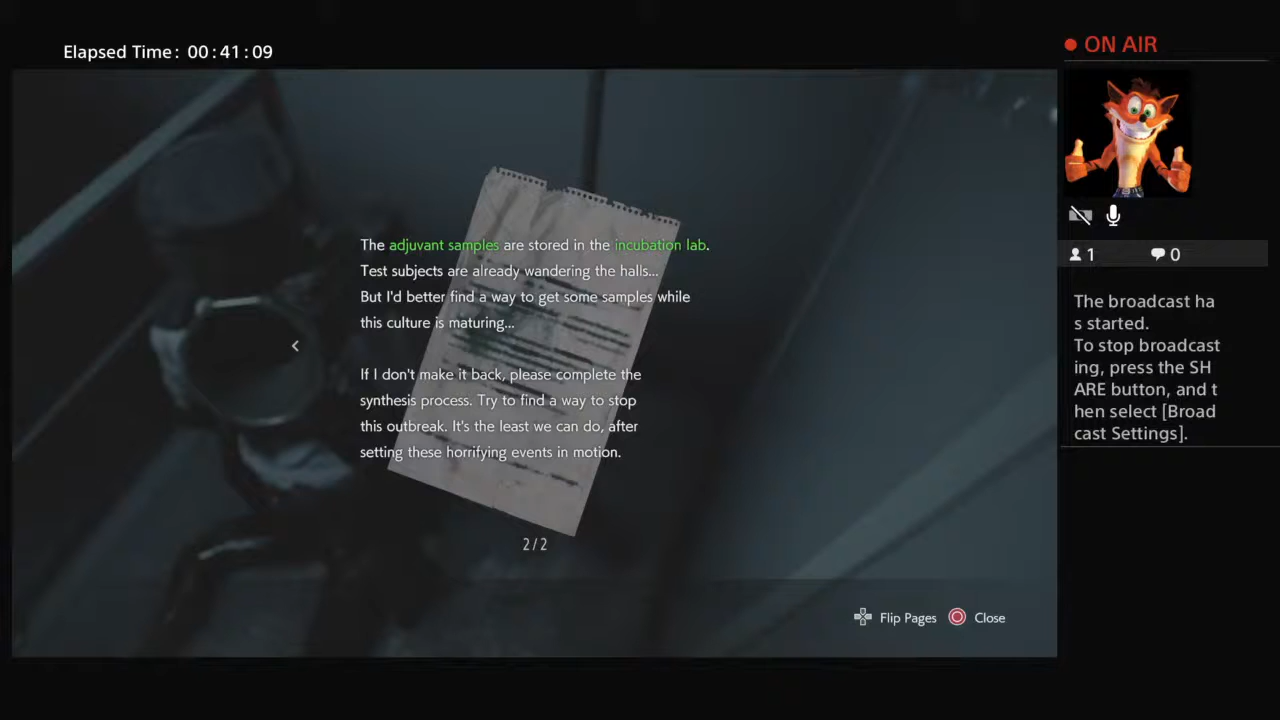 Elapsed Time: 00:41:09
ON AIR
The adjuvant samples are stored in the incubation lab.
Test subjects are already wandering the halls...
But I'd better find a way to get some samples while
this culture is maturing...
If I don't make it back, please complete the
synthesis process. Try to find a way to stop
this outbreak. It's the least we can do, after
setting these horrifying events in motion.
2/2
Flip Pages Close
1 0
The broadcast ha
s started.
To stop broadcast
ing, press the SH
ARE button, and t
hen select [Broad
cast Settings].